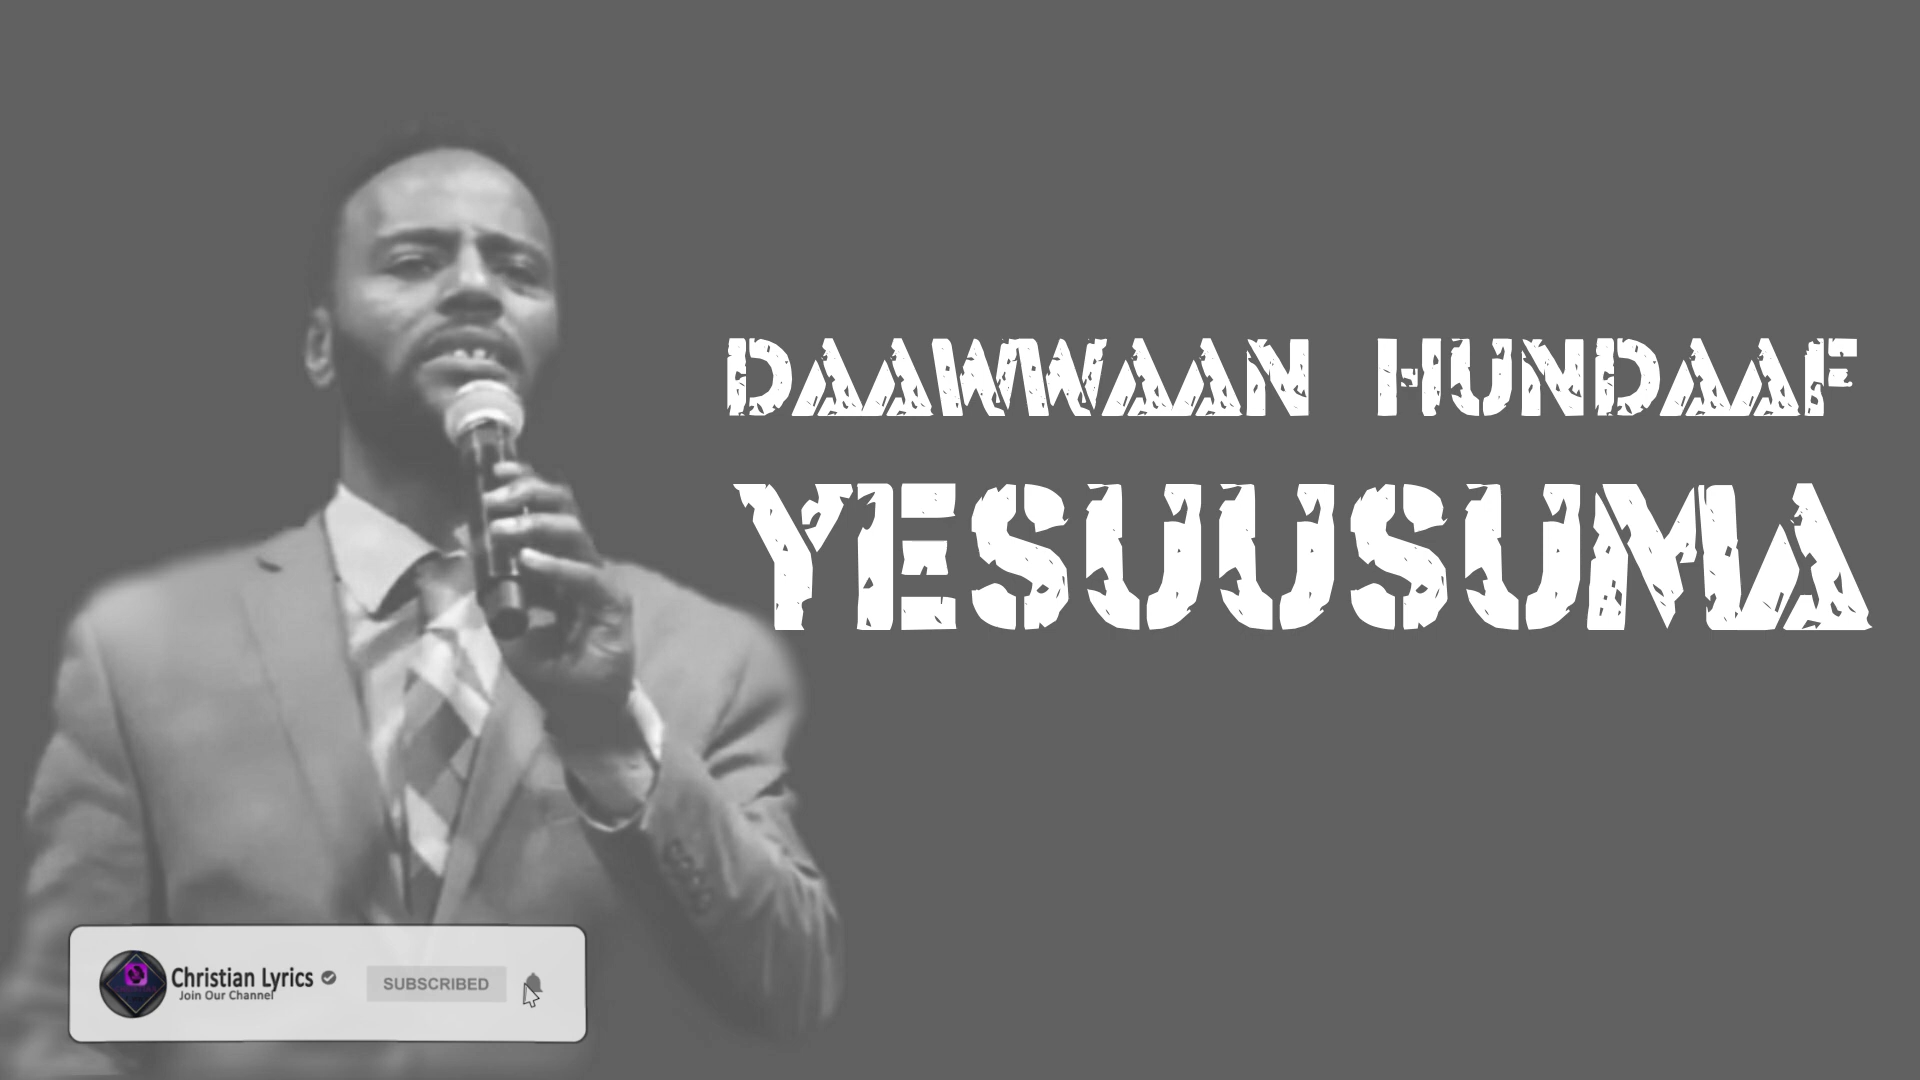 DAAWWAAN HUNDAAF
YESUUSUMA
Christian Lyrics
Join Our Channel
SUBSCRIBED